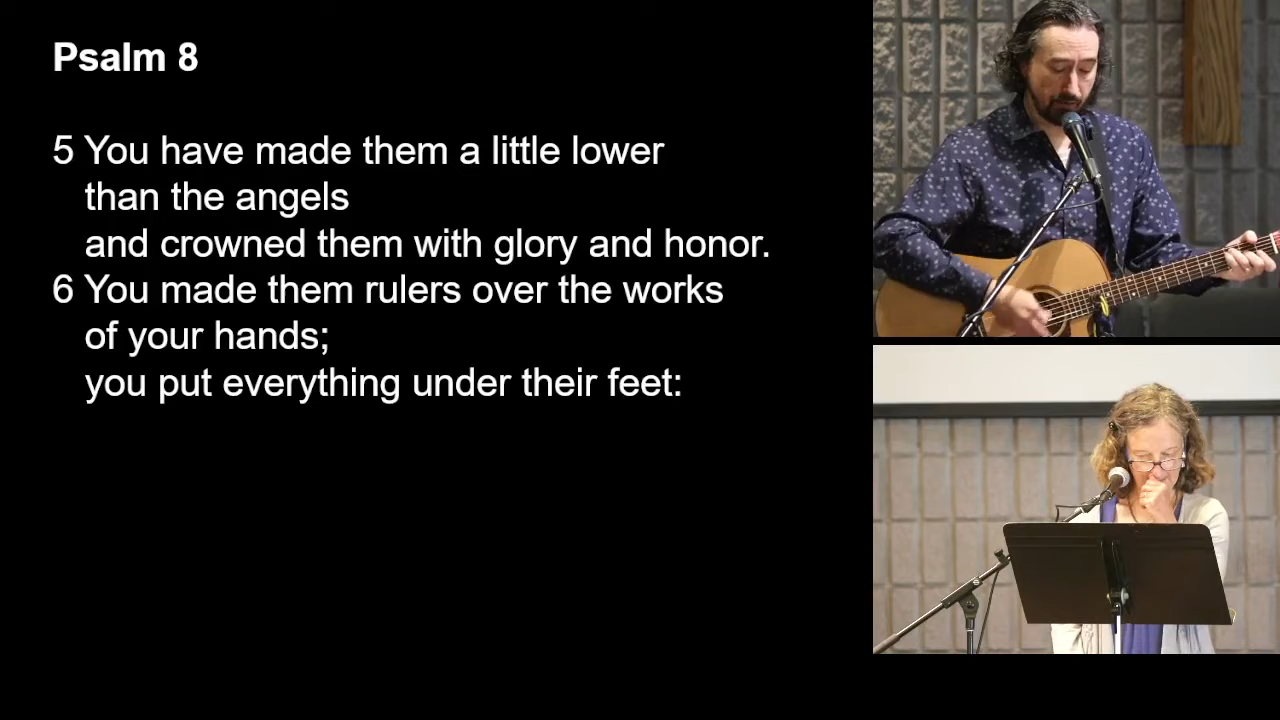 Psalm 8
5 You have made them a little lower
than the angels
and crowned them with glory and honor.
6 You made them rulers over the works
of your hands;
you put everything under their feet: